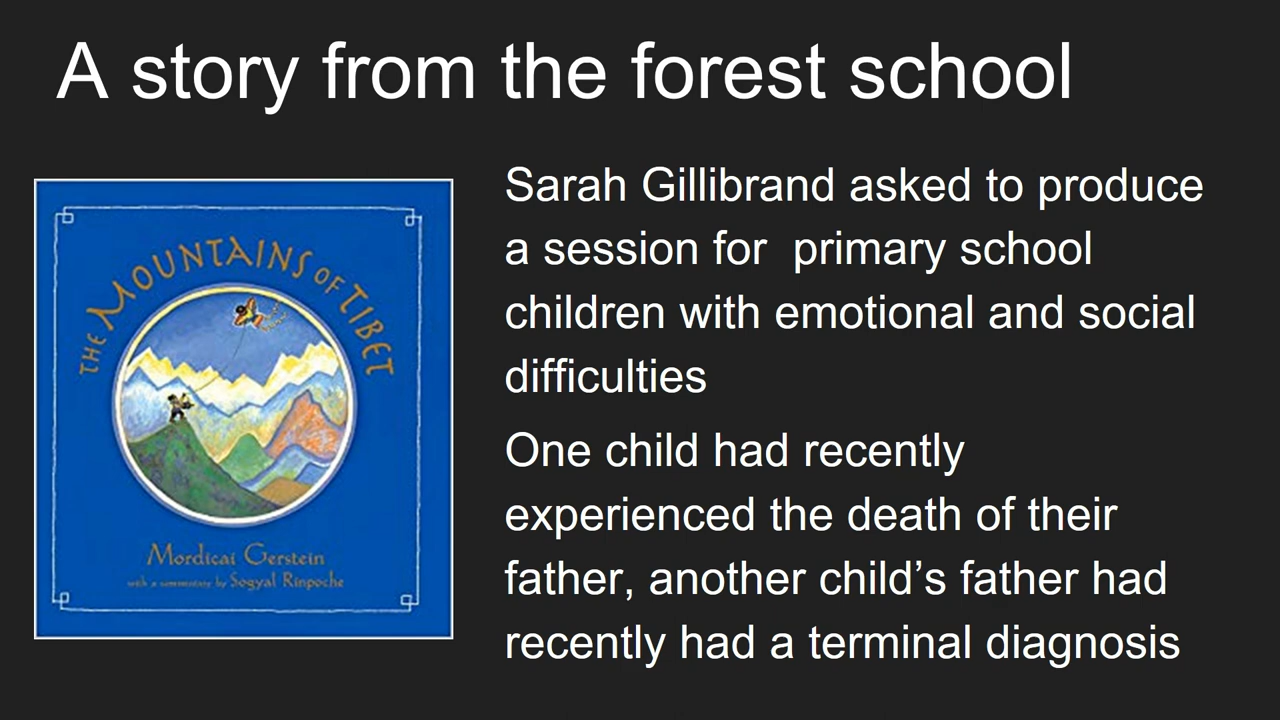 A story from the forest school
THE MOUNTAINS OF TIBET
Mordicai Gerstein
with a commentary by Sogyal Rinpoche
Sarah Gillibrand asked to produce
a session for  primary school
children with emotional and social
difficulties
One child had recently
experienced the death of their
father, another child’s father had
recently had a terminal diagnosis